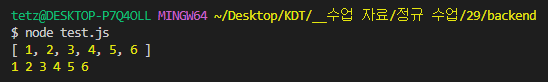 tetz@DESKTOP-P7Q4OLL MINGW64 ~/Desktop/KDT/__수업 자료/정규 수업/29/backend
$ node test.js
[ 1, 2, 3, 4, 5, 6 ]
1 2 3 4 5 6